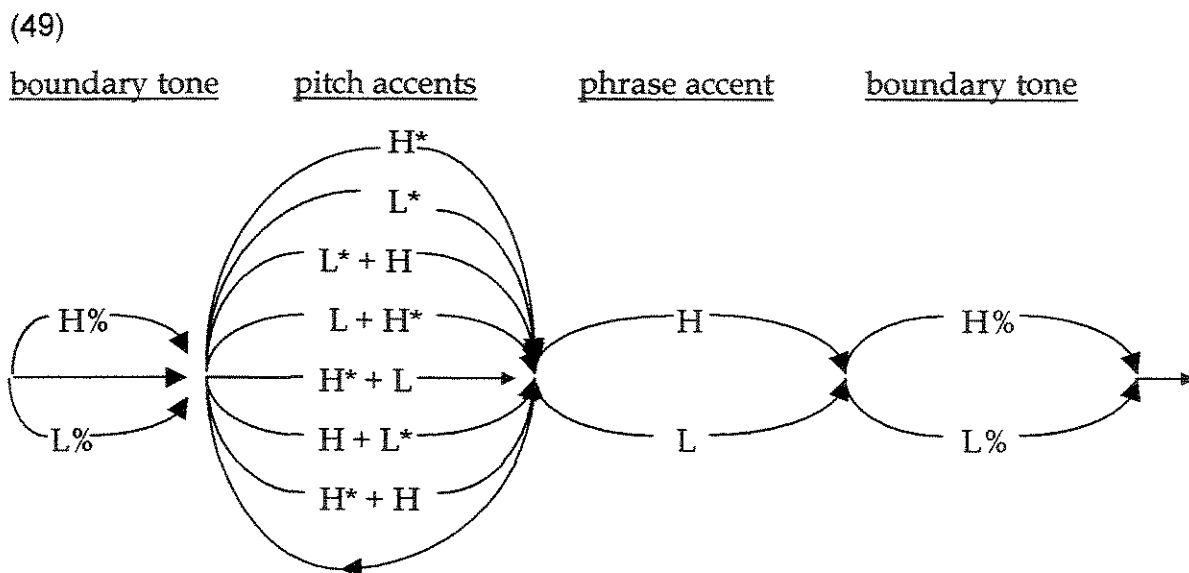 (49)
boundary tone pitch accents phrase accent boundary tone
H*
L*
L* + H
H% L + H* H H%
H* + L
L% H + L* L L%
H* + H